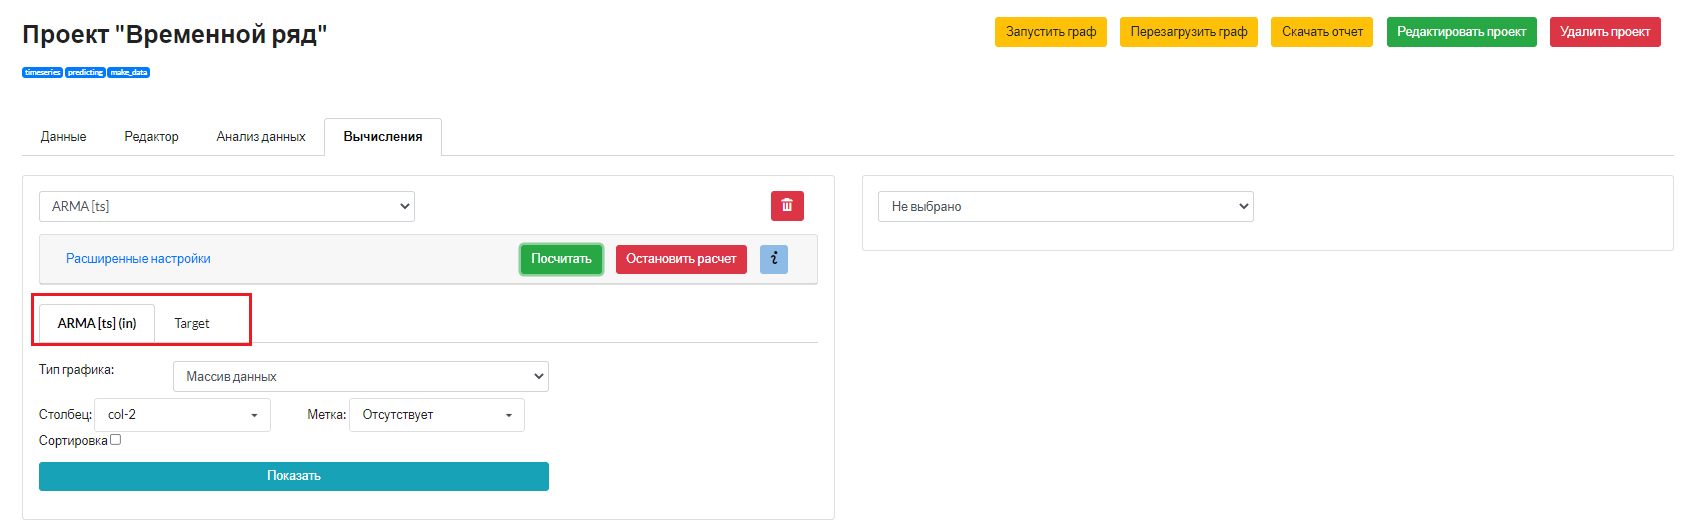 Проект "Временной ряд"
Запустить граф Перезагрузить граф Скачать отчет Редактировать проект Удалить проект
timeseries predicting make_data
Данные Редактор Анализ данных Вычисления
ARMA [ts]
Не выбрано
Расширенные настройки Посчитать Остановить расчет i
ARMA [ts] (in) Target
Тип графика: Массив данных
Столбец: col-2 Метка: Отсутствует
Сортировка
Показать